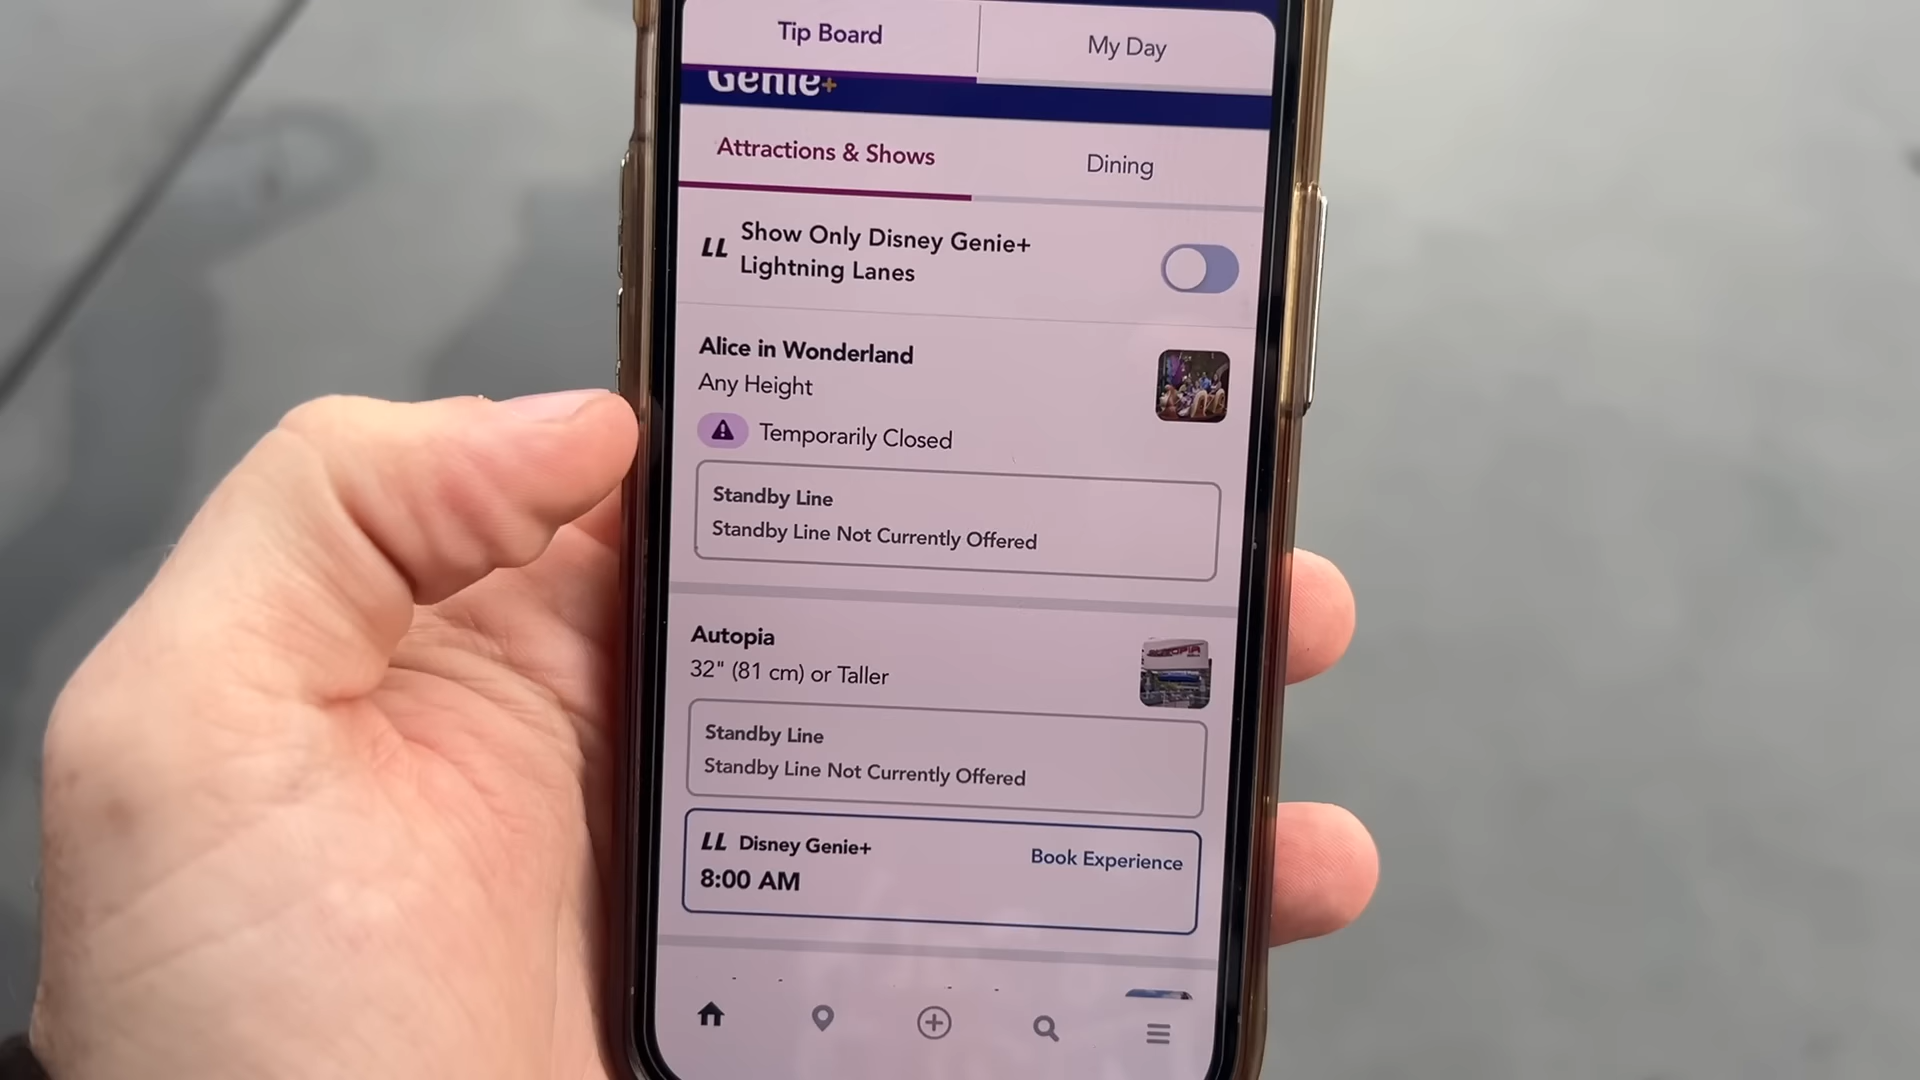 Tip Board
My Day
Genie+
Attractions & Shows
Dining
LL Show Only Disney Genie+
Lightning Lanes
Alice in Wonderland
Any Height
Temporarily Closed
Standby Line
Standby Line Not Currently Offered
Autopia
32" (81 cm) or Taller
AUTOPIA
Standby Line
Standby Line Not Currently Offered
LL Disney Genie+
Book Experience
8:00 AM